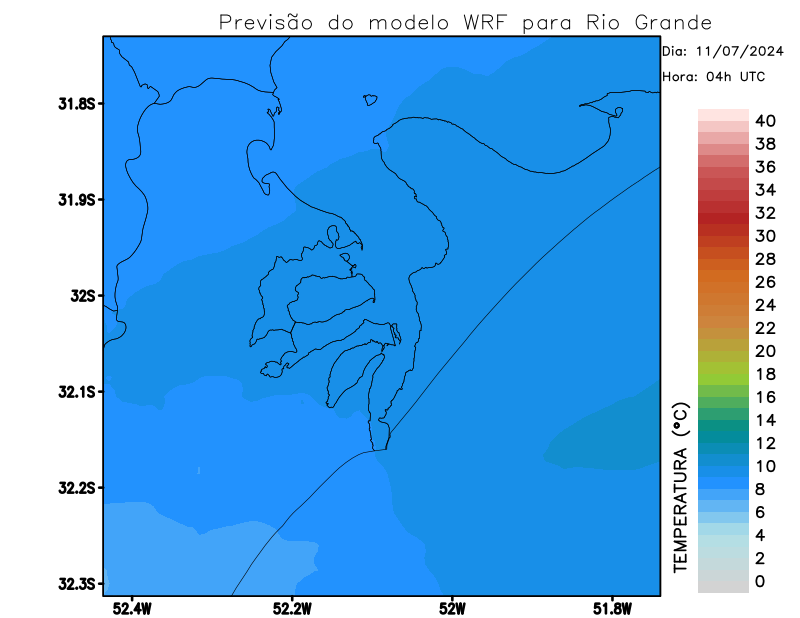 Previsão do modelo WRF para Rio Grande
Dia: 11/07/2024
Hora: 04h UTC
31.8S
31.9S
32S
32.1S
32.2S
32.3S
52.4W
52.2W
52W
51.8W
TEMPERATURA (°C)
40
38
36
34
32
30
28
26
24
22
20
18
16
14
12
10
8
6
4
2
0